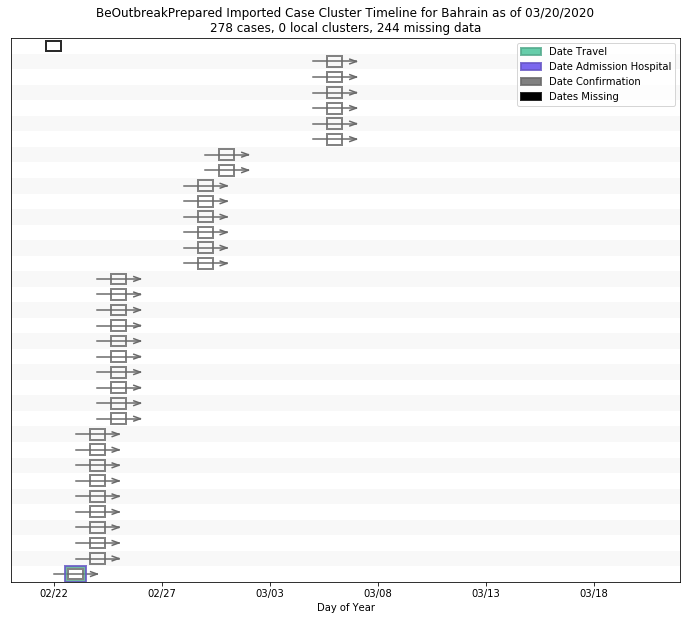 BeOutbreakPrepared Imported Case Cluster Timeline for Bahrain as of 03/20/2020
278 cases, 0 local clusters, 244 missing data
Date Travel
Date Admission Hospital
Date Confirmation
Dates Missing
02/22 02/27 03/03 03/08 03/13 03/18
Day of Year